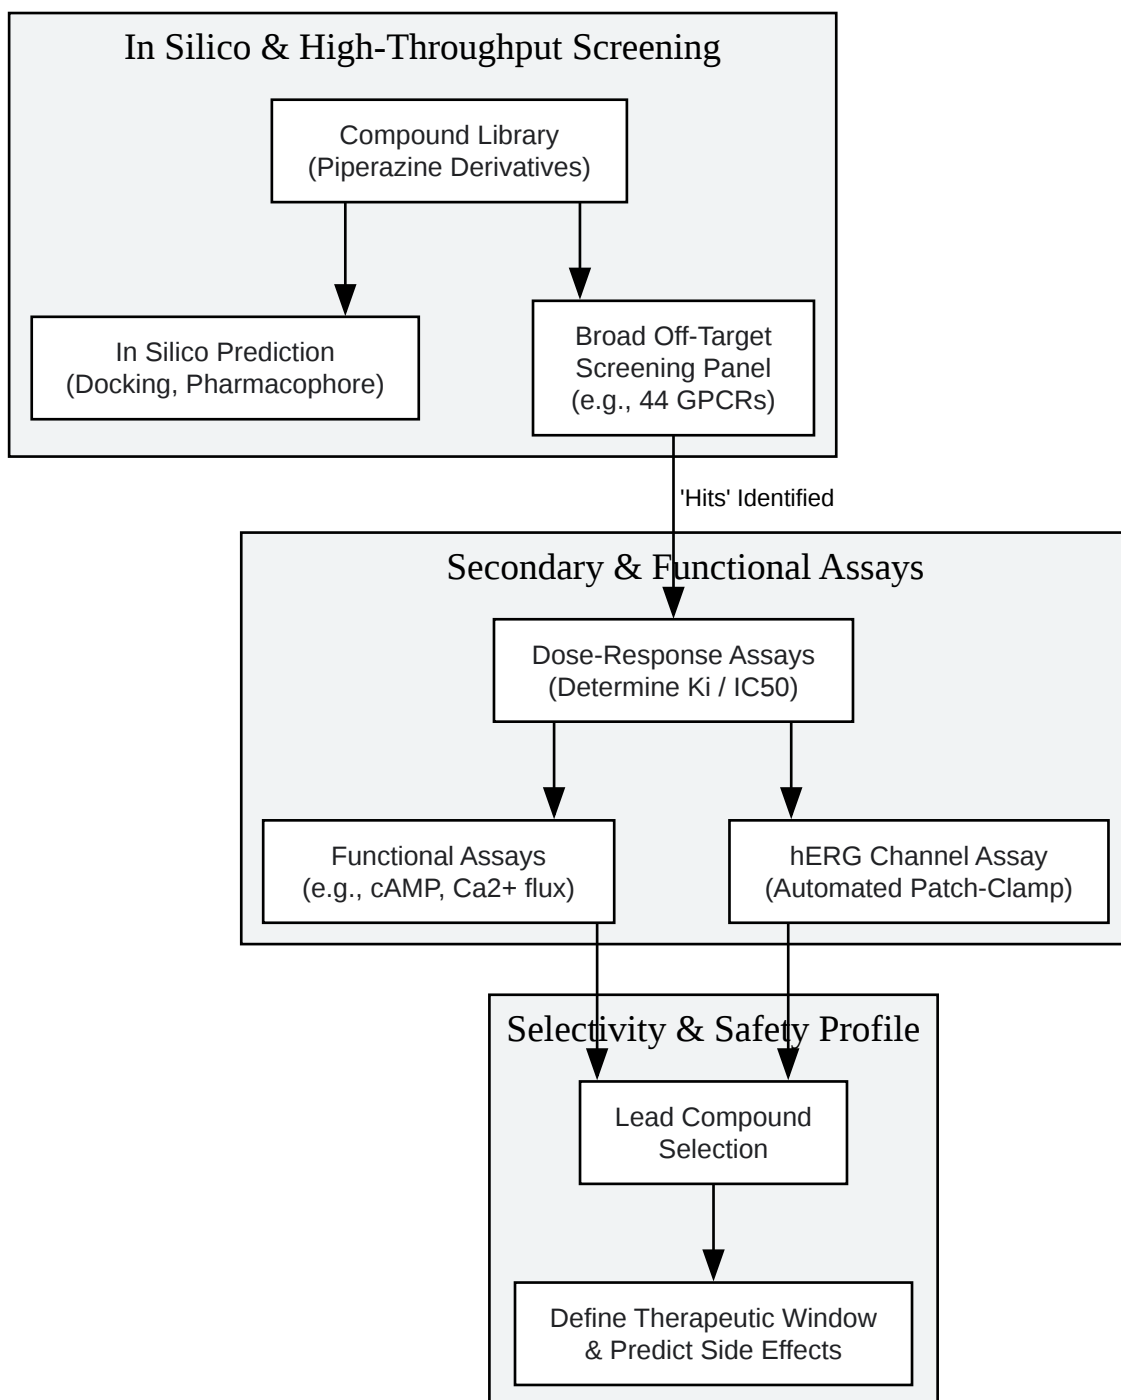 In Silico & High-Throughput Screening
Compound Library
(Piperazine Derivatives)
In Silico Prediction
(Docking, Pharmacophore)
Broad Off-Target
Screening Panel
(e.g., 44 GPCRs)
'Hits' Identified
Secondary & Functional Assays
Dose-Response Assays
(Determine Ki / IC50)
Functional Assays
(e.g., cAMP, Ca2+ flux)
hERG Channel Assay
(Automated Patch-Clamp)
Selectivity & Safety Profile
Lead Compound
Selection
Define Therapeutic Window
& Predict Side Effects